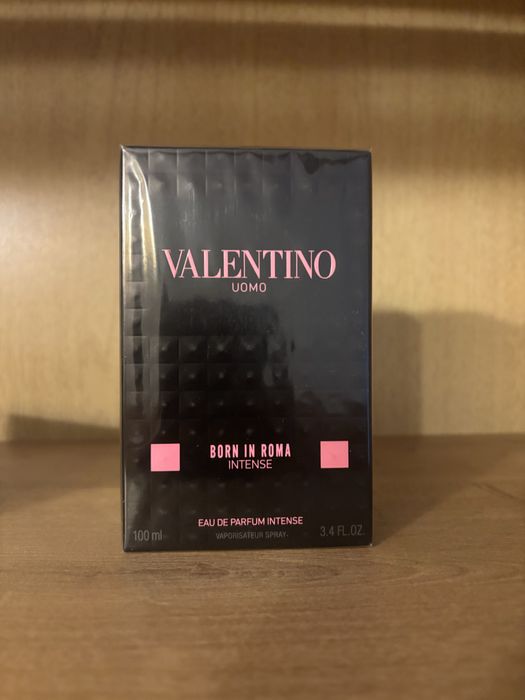 VALENTINO
UOMO
BORN IN ROMA
INTENSE
EAU DE PARFUM INTENSE
100 ml VAPORISATEUR SPRAY 3.4 FL.OZ.